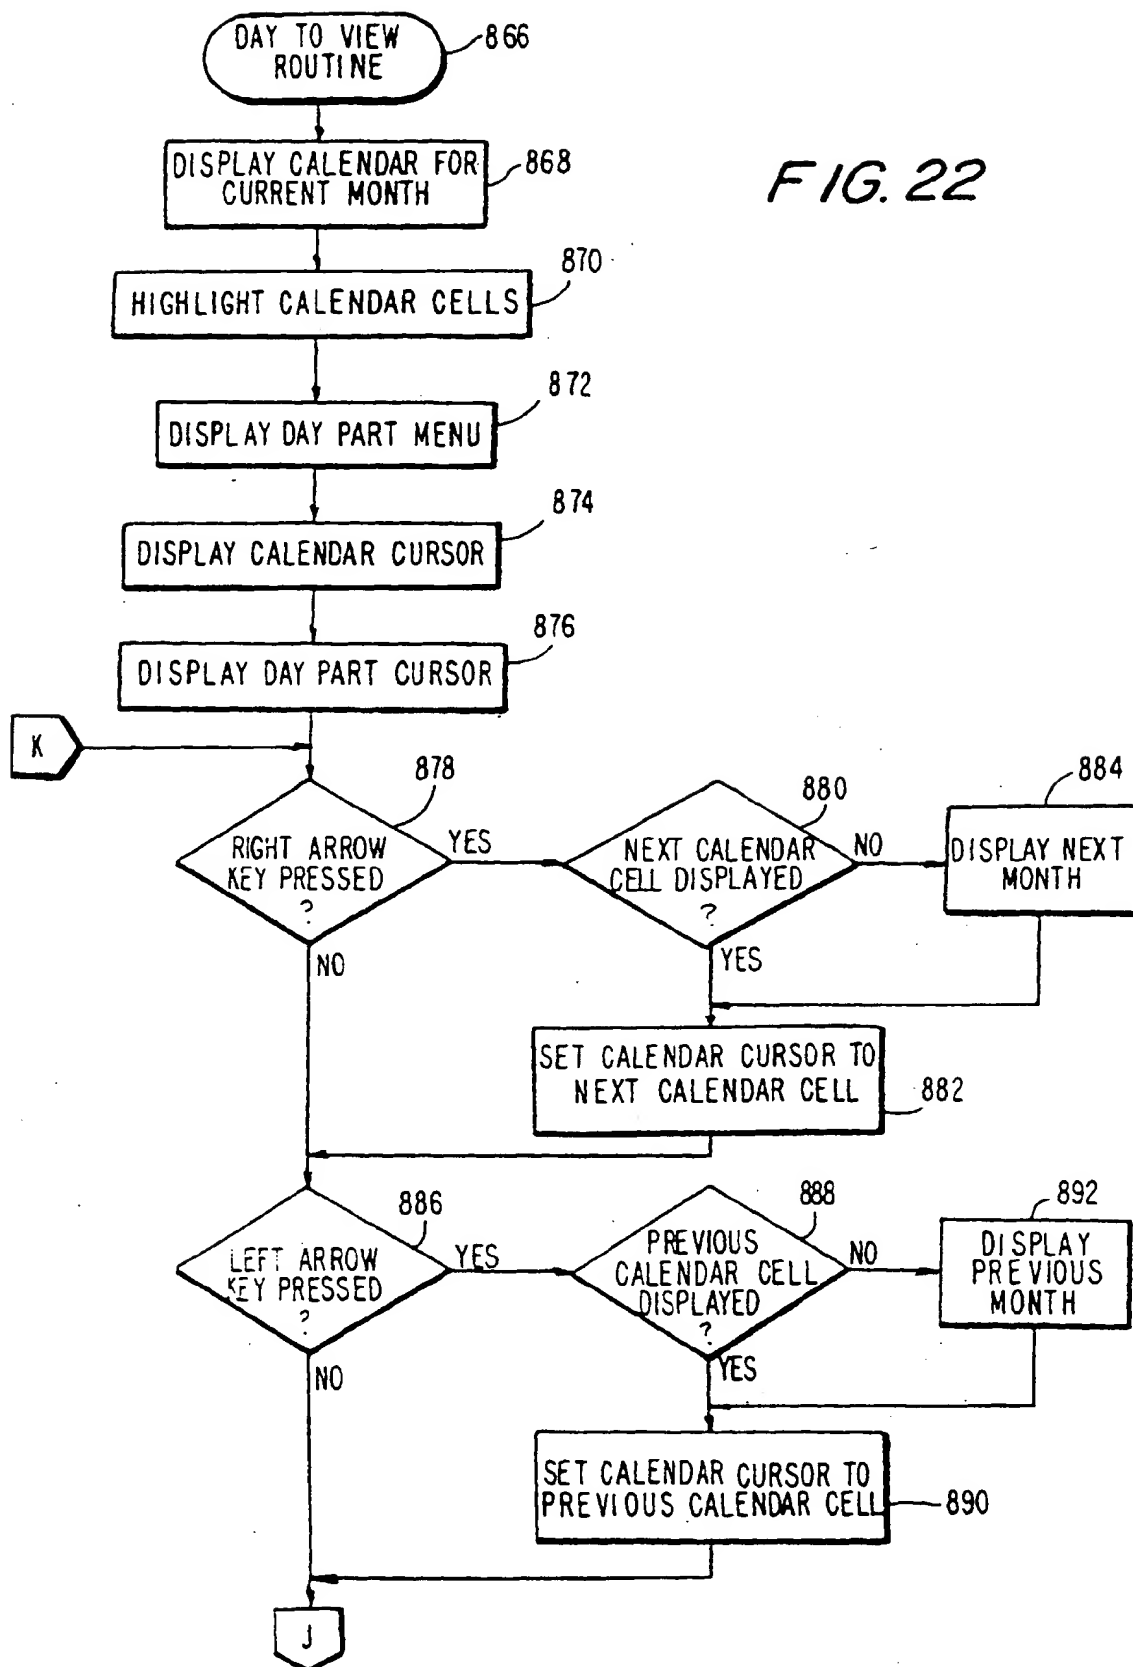 DAY TO VIEW
ROUTINE
866
DISPLAY CALENDAR FOR
CURRENT MONTH
868
FIG. 22
870
HIGHLIGHT CALENDAR CELLS
872
DISPLAY DAY PART MENU
874
DISPLAY CALENDAR CURSOR
876
DISPLAY DAY PART CURSOR
K
878
RIGHT ARROW
KEY PRESSED
?
YES
NO
880
NEXT CALENDAR
CELL DISPLAYED
?
NO
YES
884
DISPLAY NEXT
MONTH
SET CALENDAR CURSOR TO
NEXT CALENDAR CELL
882
886
LEFT ARROW
KEY PRESSED
?
YES
NO
888
PREVIOUS
CALENDAR CELL
DISPLAYED
?
NO
YES
892
DISPLAY
PREVIOUS
MONTH
SET CALENDAR CURSOR TO
PREVIOUS CALENDAR CELL
890
J